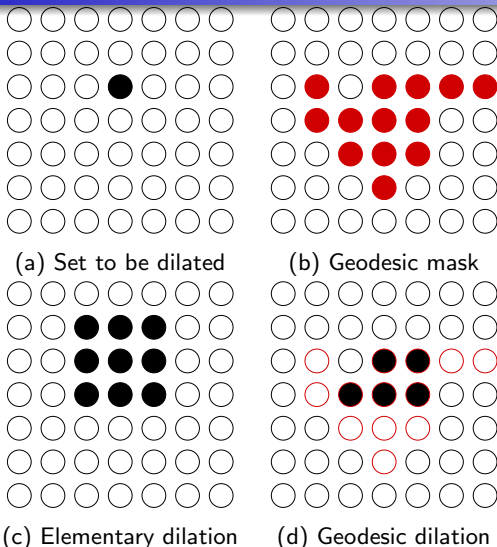 (a) Set to be dilated
(b) Geodesic mask
(c) Elementary dilation
(d) Geodesic dilation